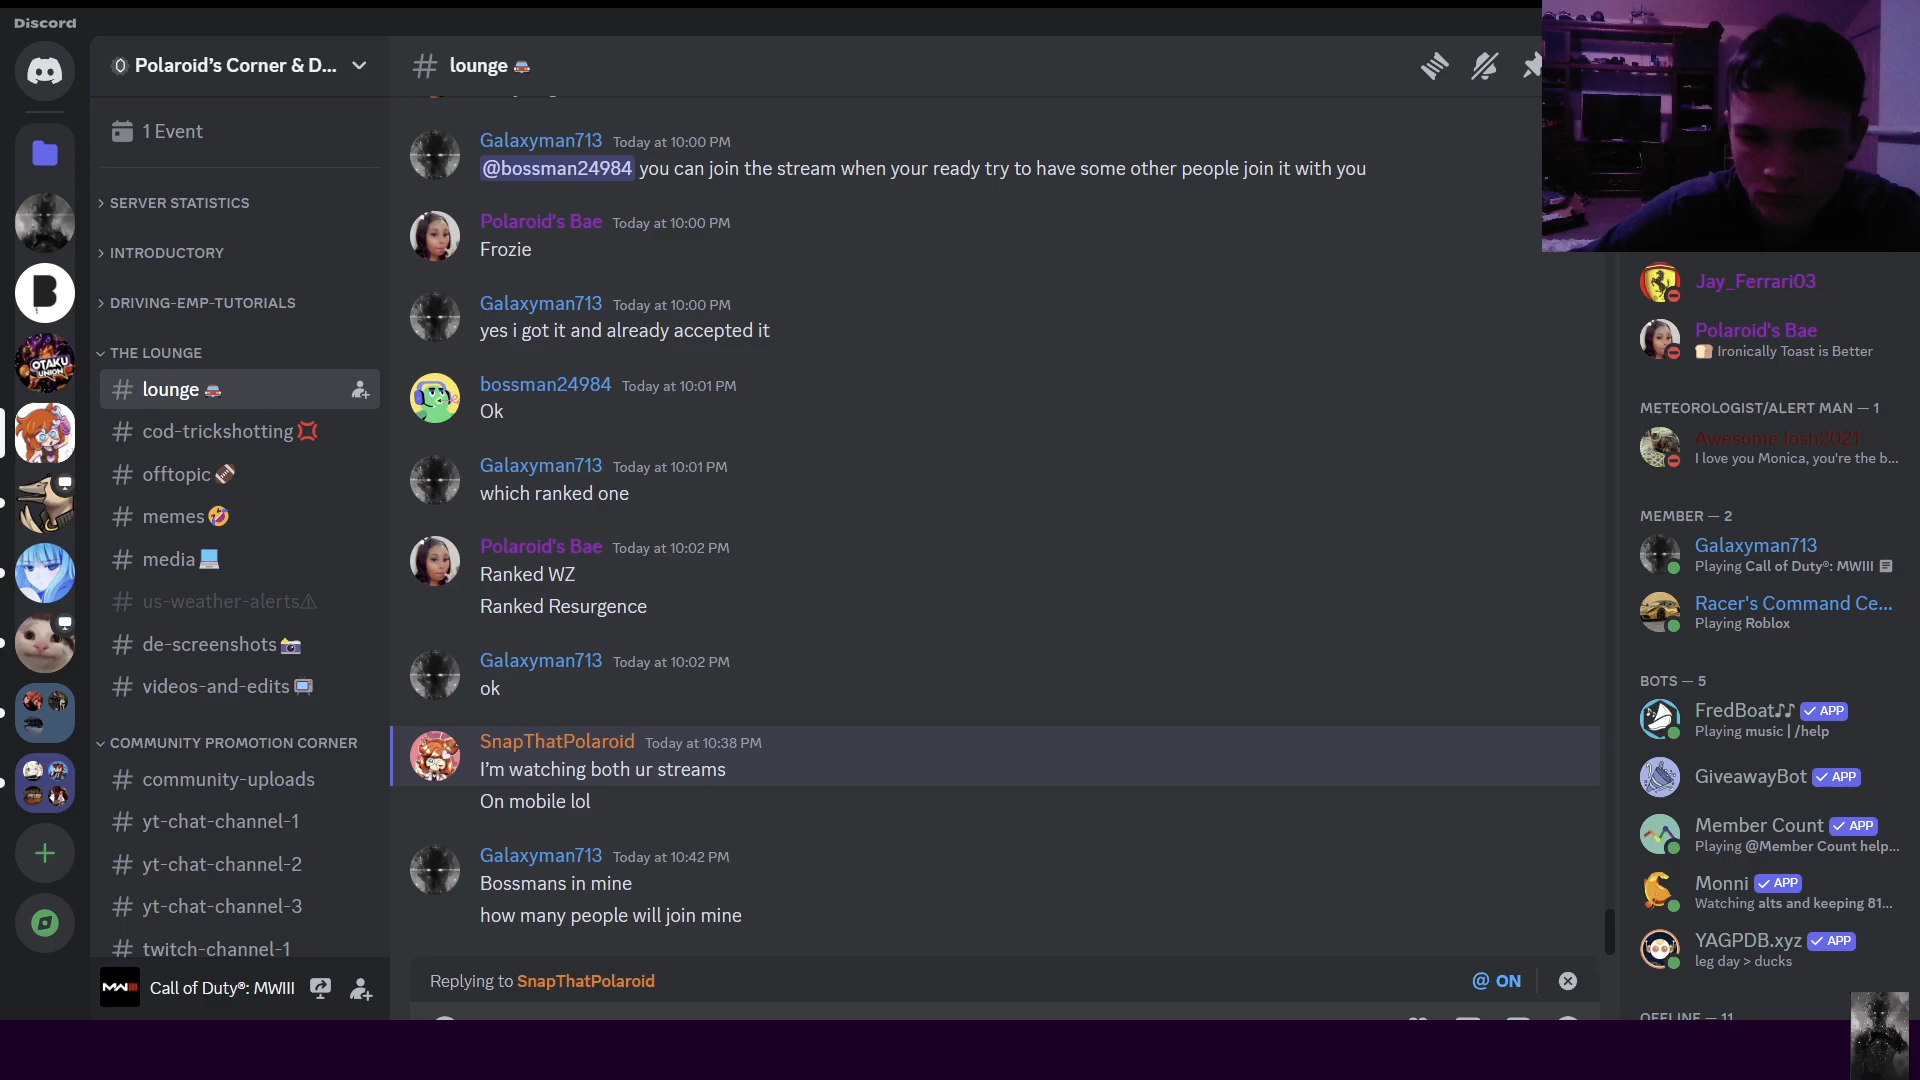 Discord
Polaroid's Corner & D...
1 Event
SERVER STATISTICS
INTRODUCTORY
DRIVING-EMP-TUTORIALS
THE LOUNGE
lounge
cod-trickshotting
offtopic
memes
media
us-weather-alerts
de-screenshots
videos-and-edits
COMMUNITY PROMOTION CORNER
community-uploads
yt-chat-channel-1
yt-chat-channel-2
yt-chat-channel-3
twitch-channel-1
Call of Duty®: MWIII
lounge
Galaxyman713 Today at 10:00 PM
@bossman24984 you can join the stream when your ready try to have some other people join it with you
Polaroid's Bae Today at 10:00 PM
Frozie
Galaxyman713 Today at 10:00 PM
yes i got it and already accepted it
bossman24984 Today at 10:01 PM
Ok
Galaxyman713 Today at 10:01 PM
which ranked one
Polaroid's Bae Today at 10:02 PM
Ranked WZ
Ranked Resurgence
Galaxyman713 Today at 10:02 PM
ok
SnapThatPolaroid Today at 10:38 PM
I'm watching both ur streams
On mobile lol
Galaxyman713 Today at 10:42 PM
Bossmans in mine
how many people will join mine
Replying to SnapThatPolaroid
@ ON
Jay_Ferrari03
Polaroid's Bae
Ironically Toast is Better
METEOROLOGIST/ALERT MAN — 1
AwesomeJosh2021
I love you Monica, you're the b...
MEMBER — 2
Galaxyman713
Playing Call of Duty®: MWIII
Racer's Command Ce...
Playing Roblox
BOTS — 5
FredBoat♪♪ ✓ APP
Playing music | /help
GiveawayBot ✓ APP
Member Count ✓ APP
Playing @Member Count help...
Monni ✓ APP
Watching alts and keeping 81...
YAGPDB.xyz ✓ APP
leg day > ducks
OFFLINE — 11
OTAKU
UNION
B